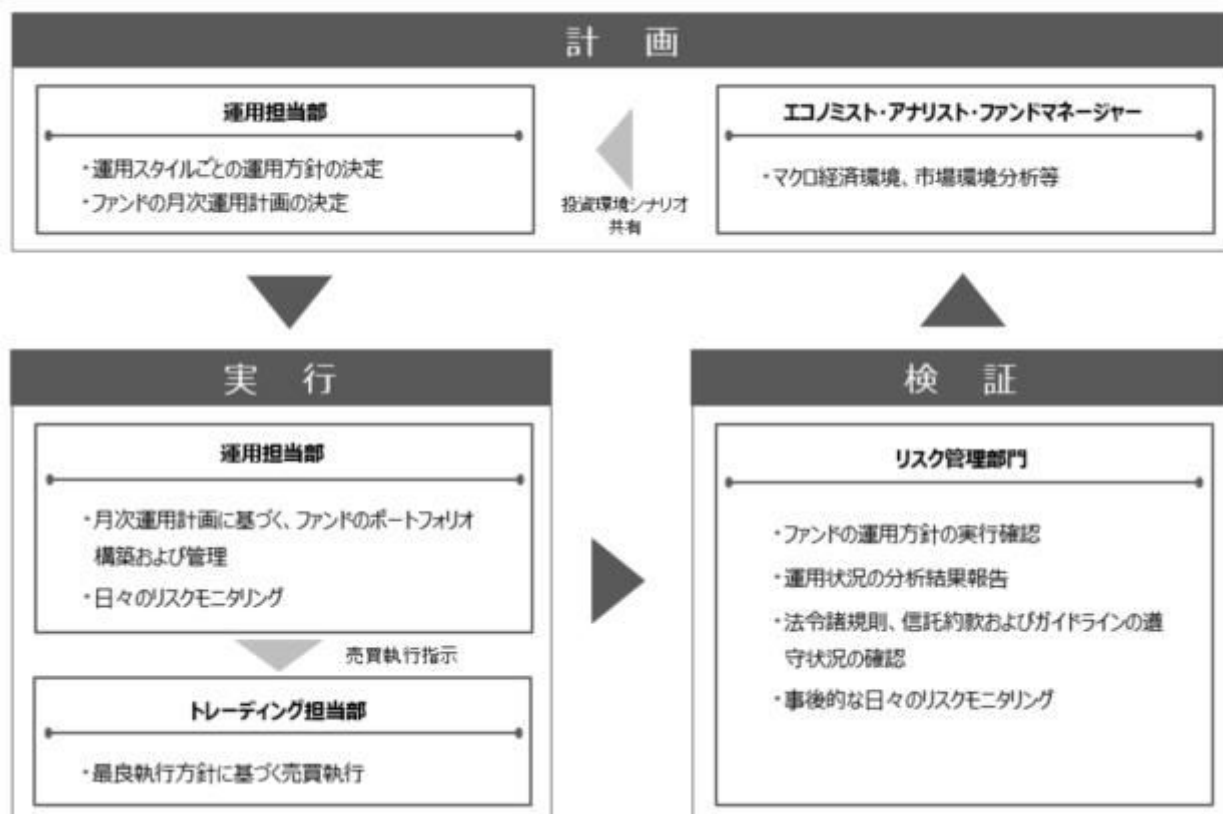 計 画
運用担当部
・運用スタイルごとの運用方針の決定
・ファンドの月次運用計画の決定
投資環境シナリオ
共有
エコノミスト・アナリスト・ファンドマネージャー
・マクロ経済環境、市場環境分析等
実 行
運用担当部
・月次運用計画に基づく、ファンドのポートフォリオ
構築および管理
・日々のリスクモニタリング
売買執行指示
トレーディング担当部
・最良執行方針に基づく売買執行
検 証
リスク管理部門
・ファンドの運用方針の実行確認
・運用状況の分析結果報告
・法令諸規則、信託約款およびガイドラインの遵
守状況の確認
・事後的な日々のリスクモニタリング